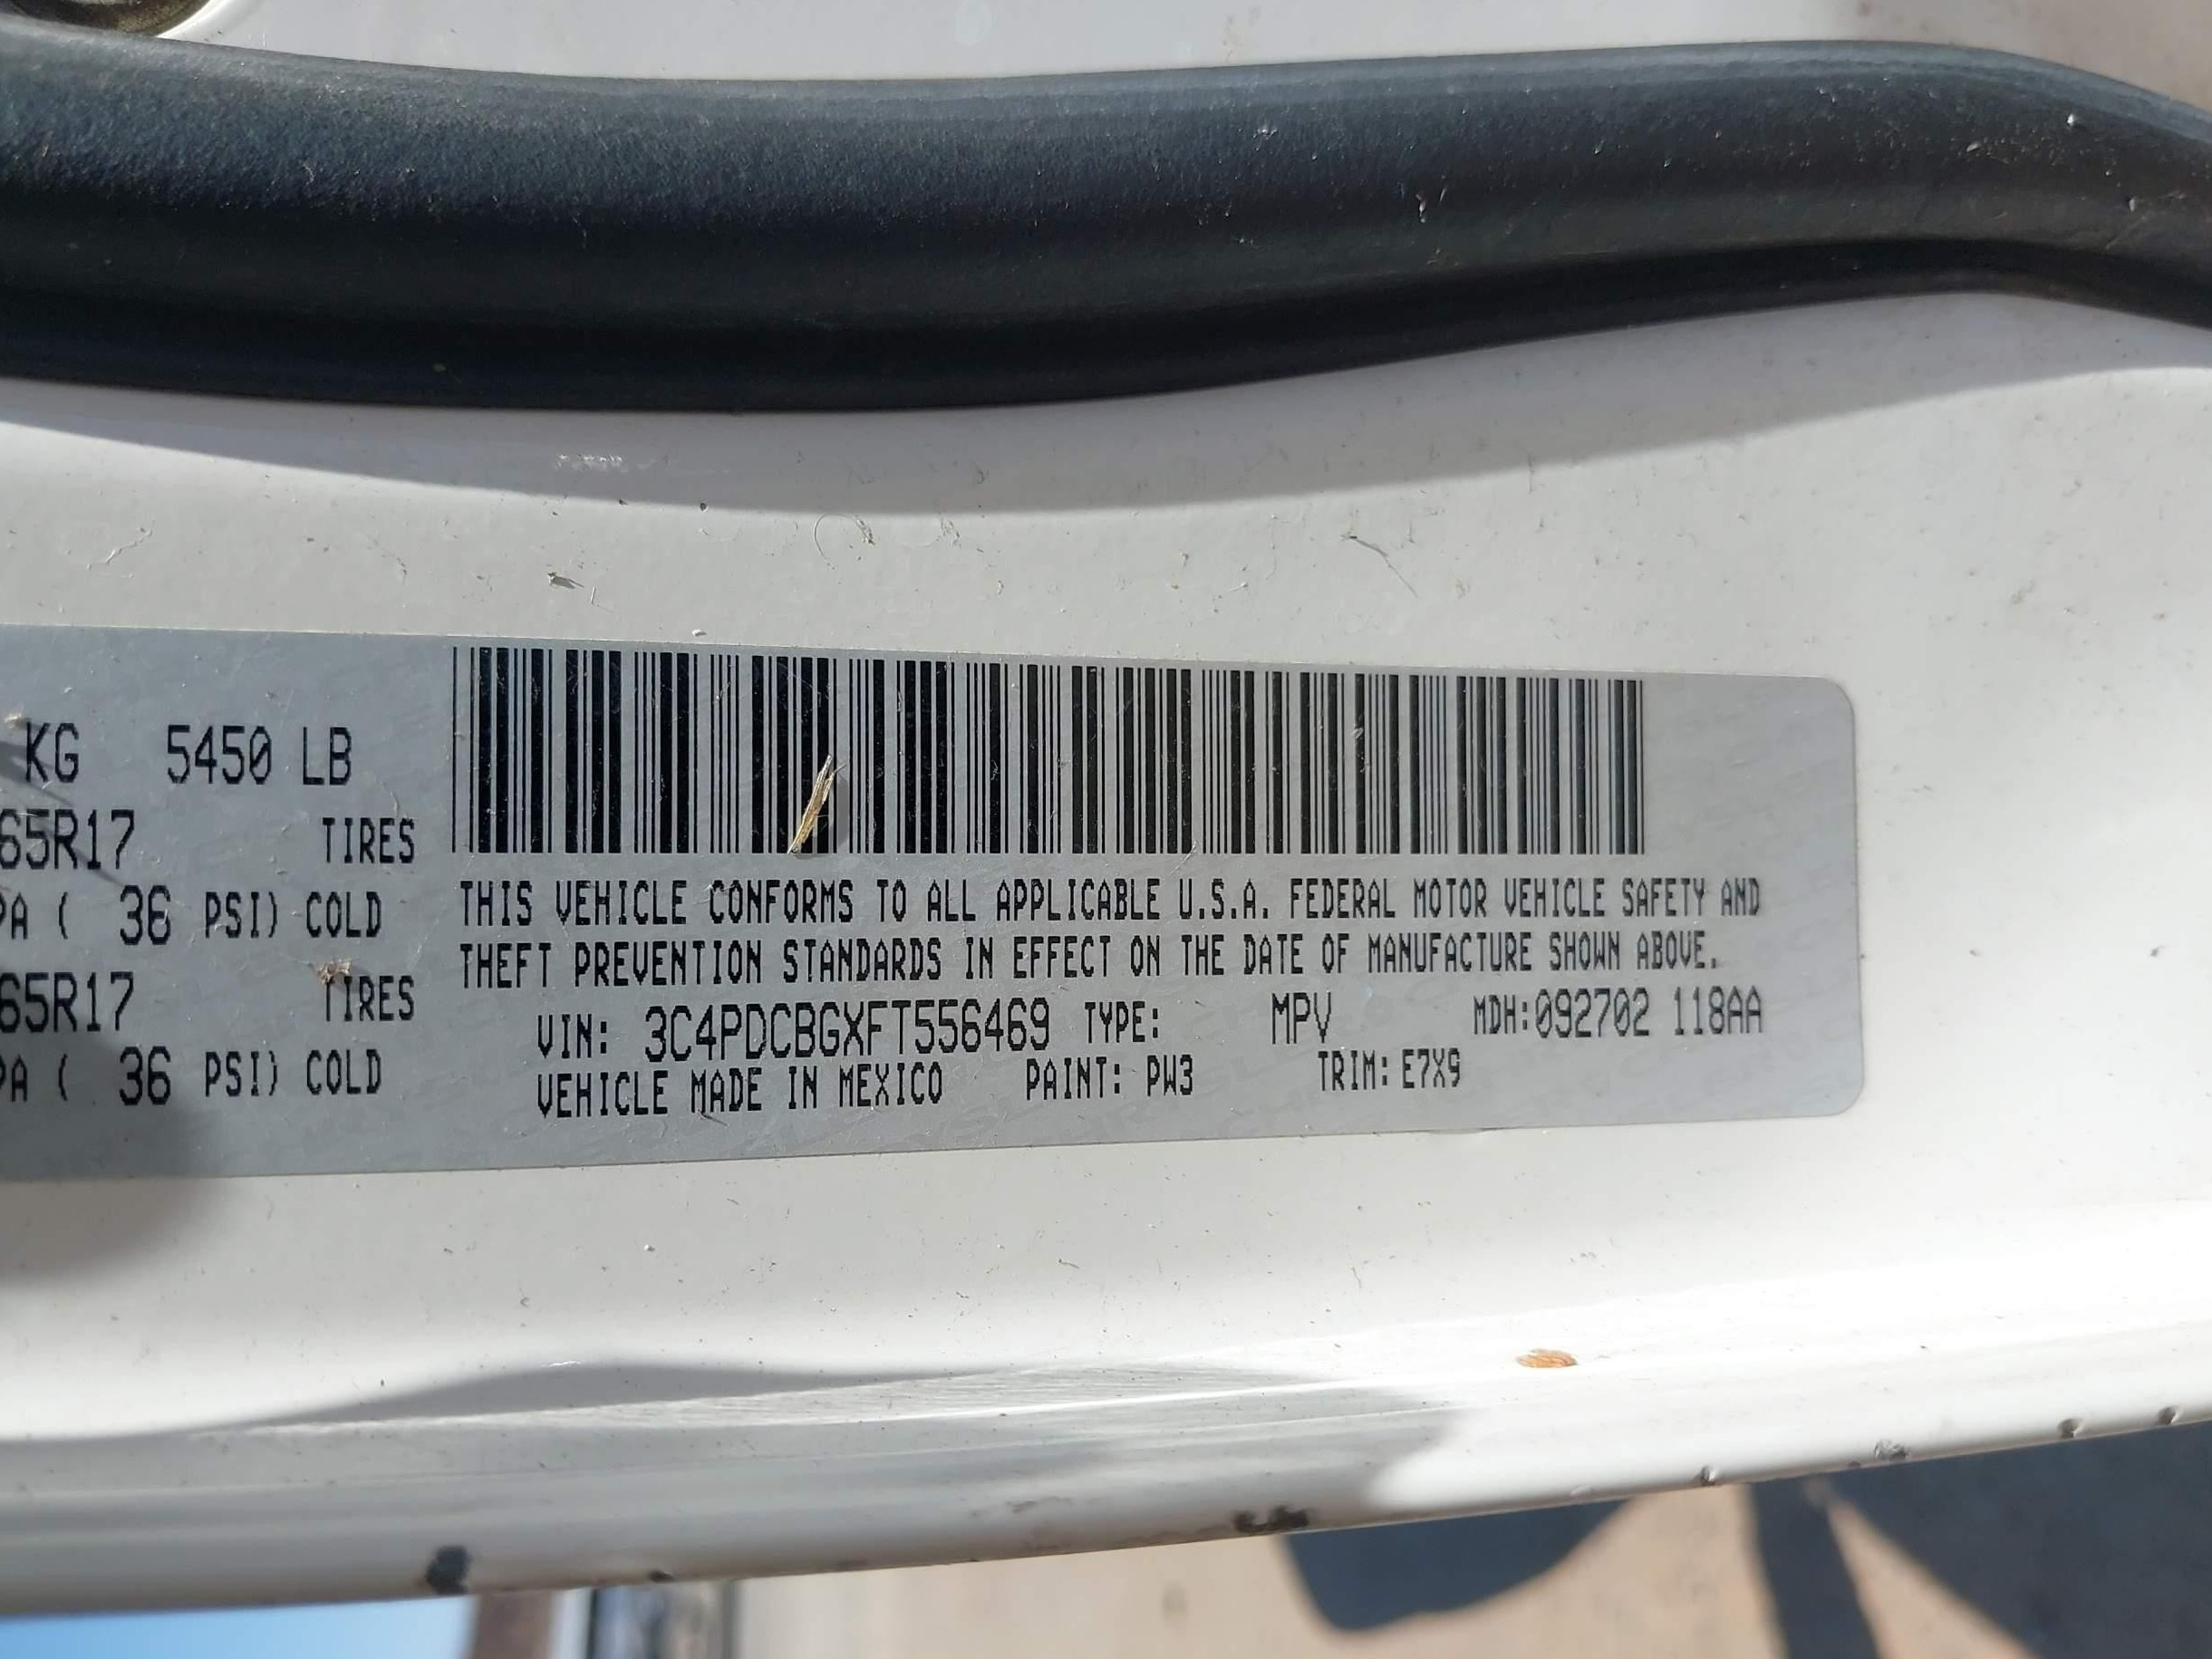 KG 5450 LB
65R17 TIRES
PA ( 36 PSI) COLD
65R17 TIRES
PA ( 36 PSI) COLD
THIS VEHICLE CONFORMS TO ALL APPLICABLE U.S.A. FEDERAL MOTOR VEHICLE SAFETY AND
THEFT PREVENTION STANDARDS IN EFFECT ON THE DATE OF MANUFACTURE SHOWN ABOVE.
VIN: 3C4PDCBGXFT556469 TYPE: MPV MDH:092702 118AA
VEHICLE MADE IN MEXICO PAINT: PW3 TRIM: E7X9